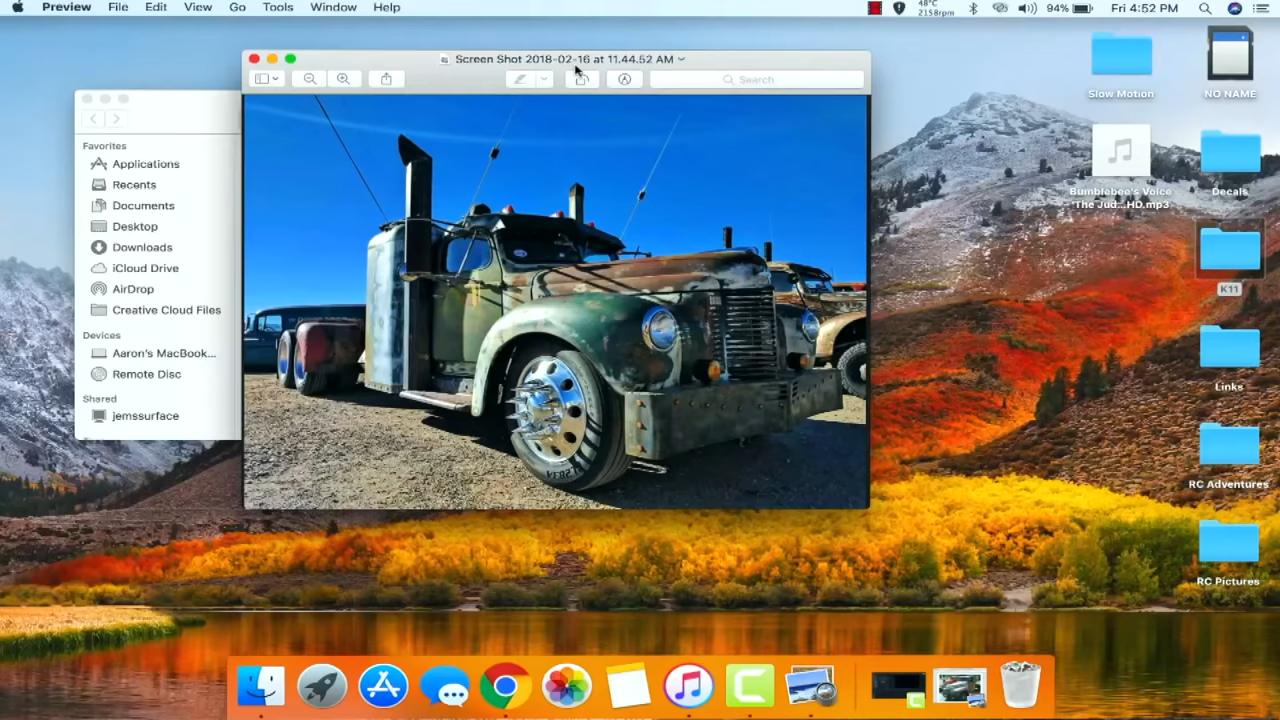 Preview File Edit View Go Tools Window Help
48°C
2158rpm
94%
Fri 4:52 PM
Screen Shot 2018-02-16 at 11.44.52 AM
Search
Favorites
Applications
Recents
Documents
Desktop
Downloads
iCloud Drive
AirDrop
Creative Cloud Files
Devices
Aaron's MacBook...
Remote Disc
Shared
jemssurface
Slow Motion
NO NAME
Bumblebee's Voice
'The Jud...HD.mp3
Decals
K11
Links
RC Adventures
RC Pictures